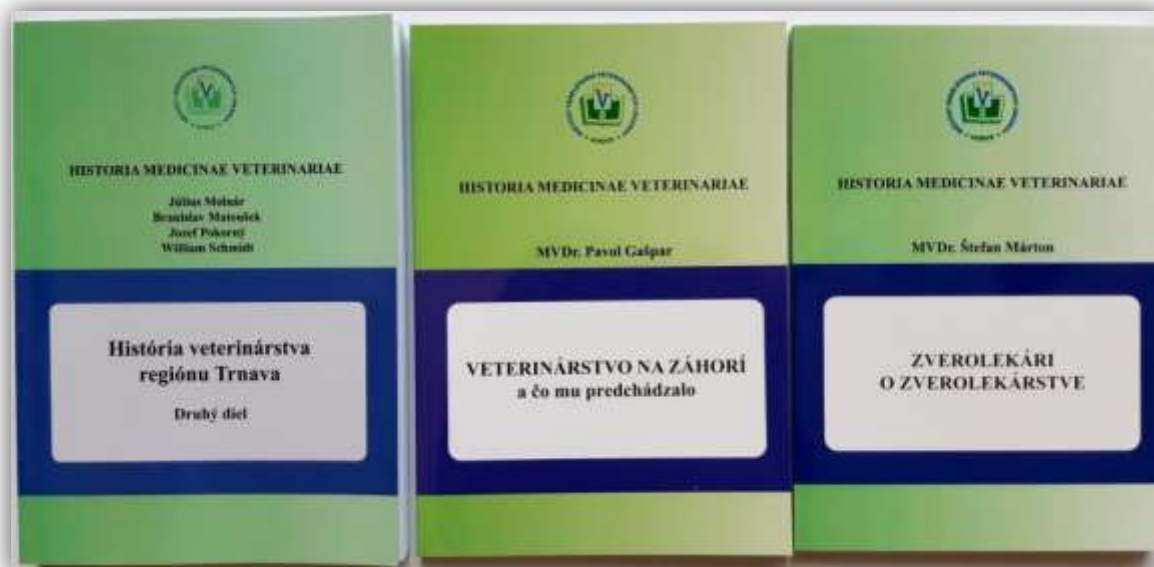 HISTORIA MEDICINAE VETERINARIAE
Július Molnár
Branislav Matoušek
Jozef Pokorný
William Schmidt
História veterinárstva
regiónu Trnava
Druhý diel
HISTORIA MEDICINAE VETERINARIAE
MVDr. Pavol Gašpar
VETERINÁRSTVO NA ZÁHORÍ
a čo mu predchádzalo
HISTORIA MEDICINAE VETERINARIAE
MVDr. Štefan Márton
ZVEROLEKÁRI
O ZVEROLEKÁRSTVE